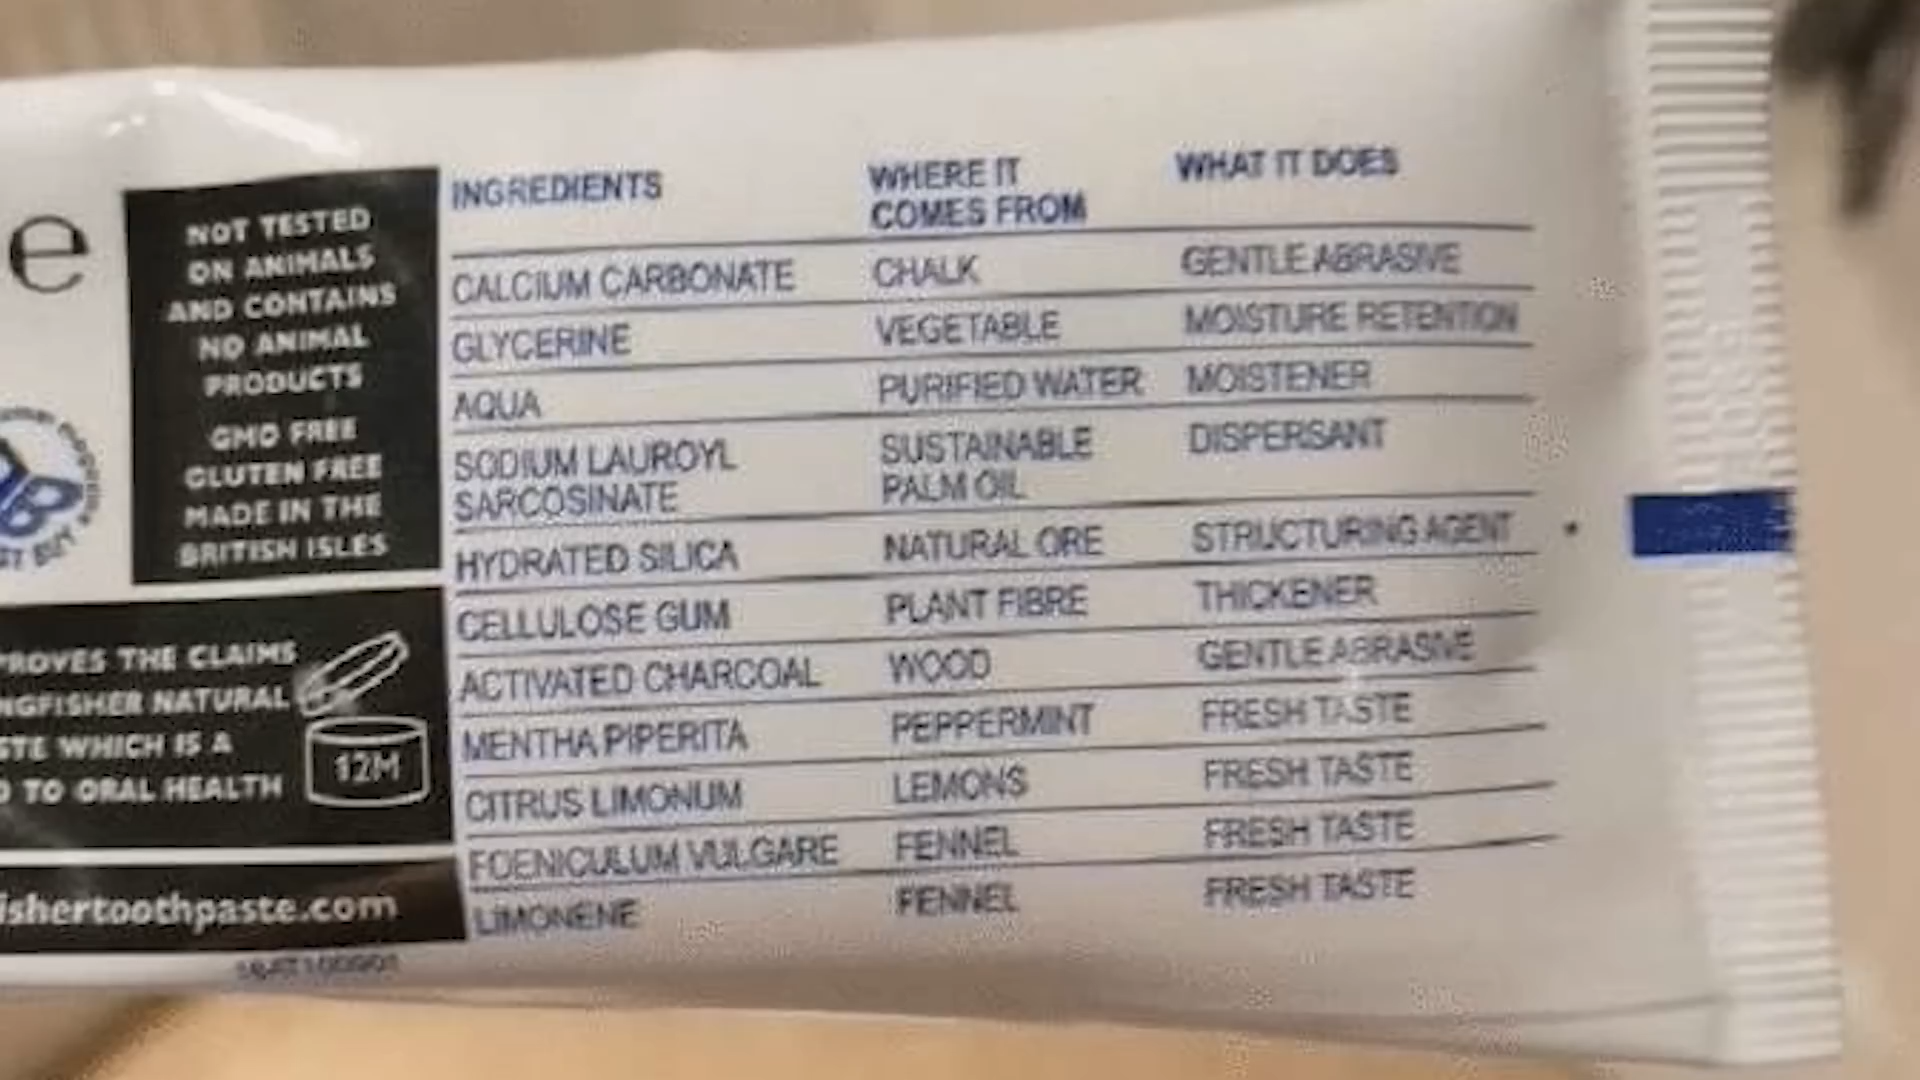 e
NOT TESTED
ON ANIMALS
AND CONTAINS
NO ANIMAL
PRODUCTS
GMO FREE
GLUTEN FREE
MADE IN THE
BRITISH ISLES
PROVES THE CLAIMS
NGFISHER NATURAL
STE WHICH IS A
D TO ORAL HEALTH
12M
ishertoothpaste.com
INGREDIENTS WHERE IT COMES FROM WHAT IT DOES
CALCIUM CARBONATE CHALK GENTLE ABRASIVE
GLYCERINE VEGETABLE MOISTURE RETENTION
AQUA PURIFIED WATER MOISTENER
SODIUM LAUROYL SUSTAINABLE DISPERSANT
SARCOSINATE PALM OIL
HYDRATED SILICA NATURAL ORE STRUCTURING AGENT
CELLULOSE GUM PLANT FIBRE THICKENER
ACTIVATED CHARCOAL WOOD GENTLE ABRASIVE
MENTHA PIPERITA PEPPERMINT FRESH TASTE
CITRUS LIMONUM LEMONS FRESH TASTE
FOENICULUM VULGARE FENNEL FRESH TASTE
LIMONENE FENNEL FRESH TASTE